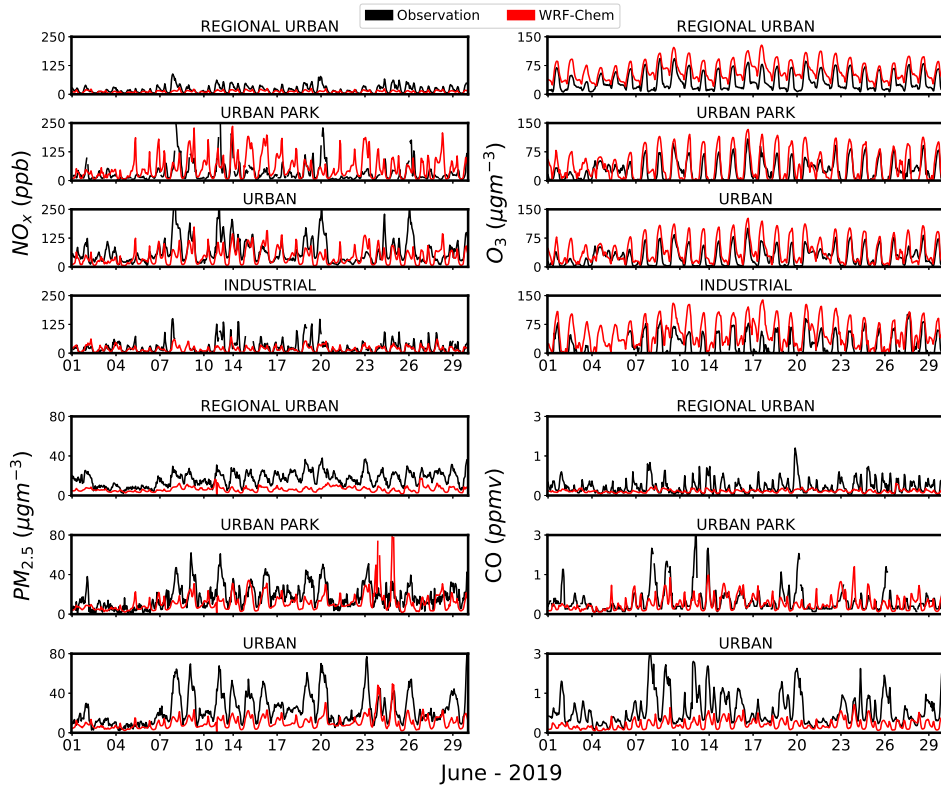 Observation WRF-Chem
REGIONAL URBAN REGIONAL URBAN
250 150
125 75
0 0
URBAN PARK URBAN PARK
250 150
125 75
0 0
NOx (ppb) O3 (μgm−3)
URBAN URBAN
250 150
125 75
0 0
INDUSTRIAL INDUSTRIAL
250 150
125 75
0 0
01 04 07 10 12 14 17 20 23 26 29 01 04 07 10 12 14 17 20 23 26 29
REGIONAL URBAN REGIONAL URBAN
80 3
40 1
0 0
URBAN PARK URBAN PARK
80 3
40 1
0 0
PM2.5 (μgm−3) CO (ppmv)
URBAN URBAN
80 3
40 1
0 0
01 04 07 10 12 14 17 20 23 26 29 01 04 07 10 12 14 17 20 23 26 29
June - 2019